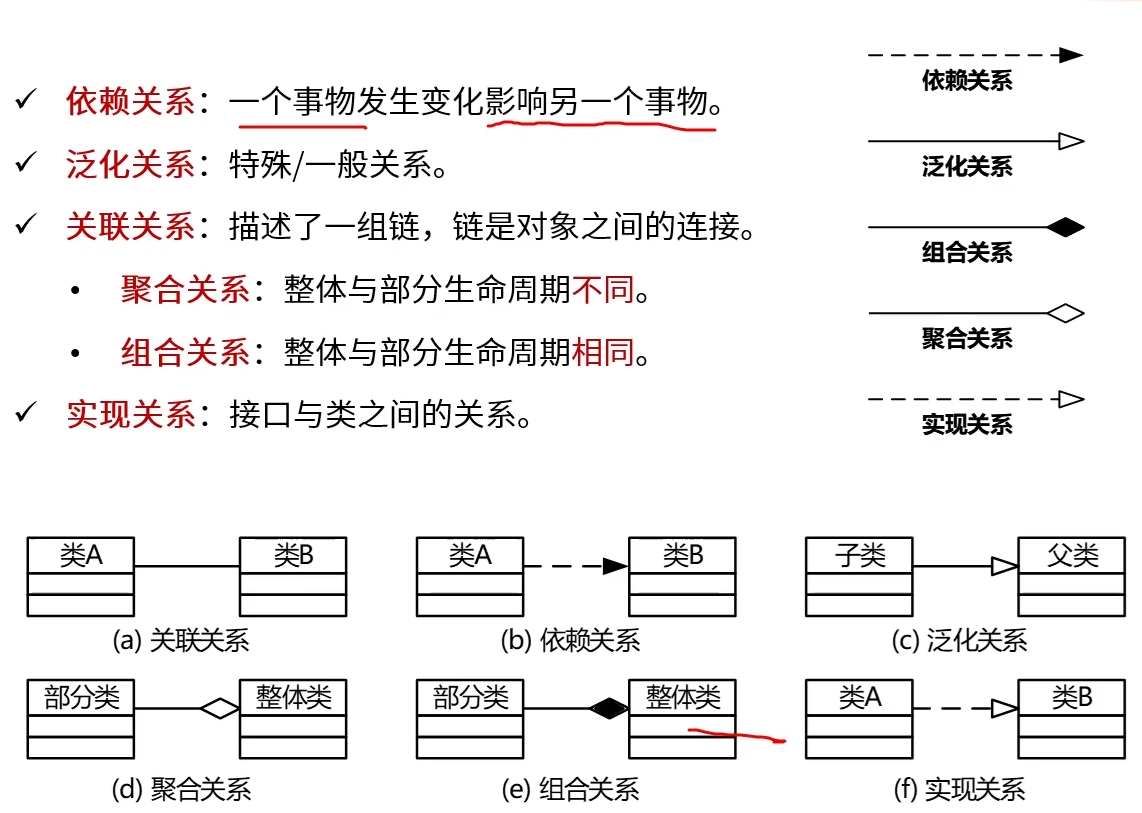 依赖关系：一个事物发生变化影响另一个事物。
泛化关系：特殊/一般关系。
关联关系：描述了一组链，链是对象之间的连接。
聚合关系：整体与部分生命周期不同。
组合关系：整体与部分生命周期相同。
实现关系：接口与类之间的关系。
依赖关系
泛化关系
组合关系
聚合关系
实现关系
类A 类B
(a) 关联关系
类A 类B
(b) 依赖关系
子类 父类
(c) 泛化关系
部分类 整体类
(d) 聚合关系
部分类 整体类
(e) 组合关系
类A 类B
(f) 实现关系